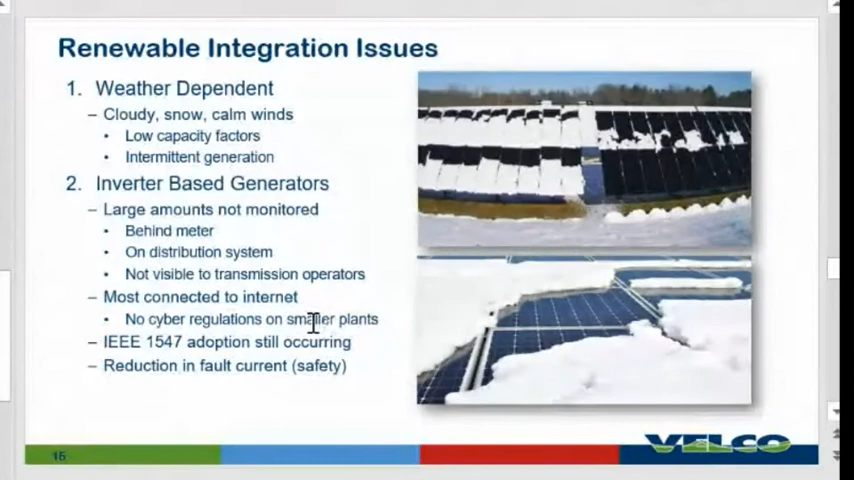 Renewable Integration Issues
1. Weather Dependent
– Cloudy, snow, calm winds
• Low capacity factors
• Intermittent generation
2. Inverter Based Generators
– Large amounts not monitored
• Behind meter
• On distribution system
• Not visible to transmission operators
– Most connected to internet
• No cyber regulations on smaller plants
– IEEE 1547 adoption still occurring
– Reduction in fault current (safety)
VELCO